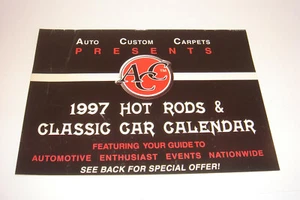 Auto Custom Carpets
PRESENTS
ACC
1997 HOT RODS &
CLASSIC CAR CALENDAR
FEATURING YOUR GUIDE TO
AUTOMOTIVE ENTHUSIAST EVENTS NATIONWIDE
SEE BACK FOR SPECIAL OFFER!